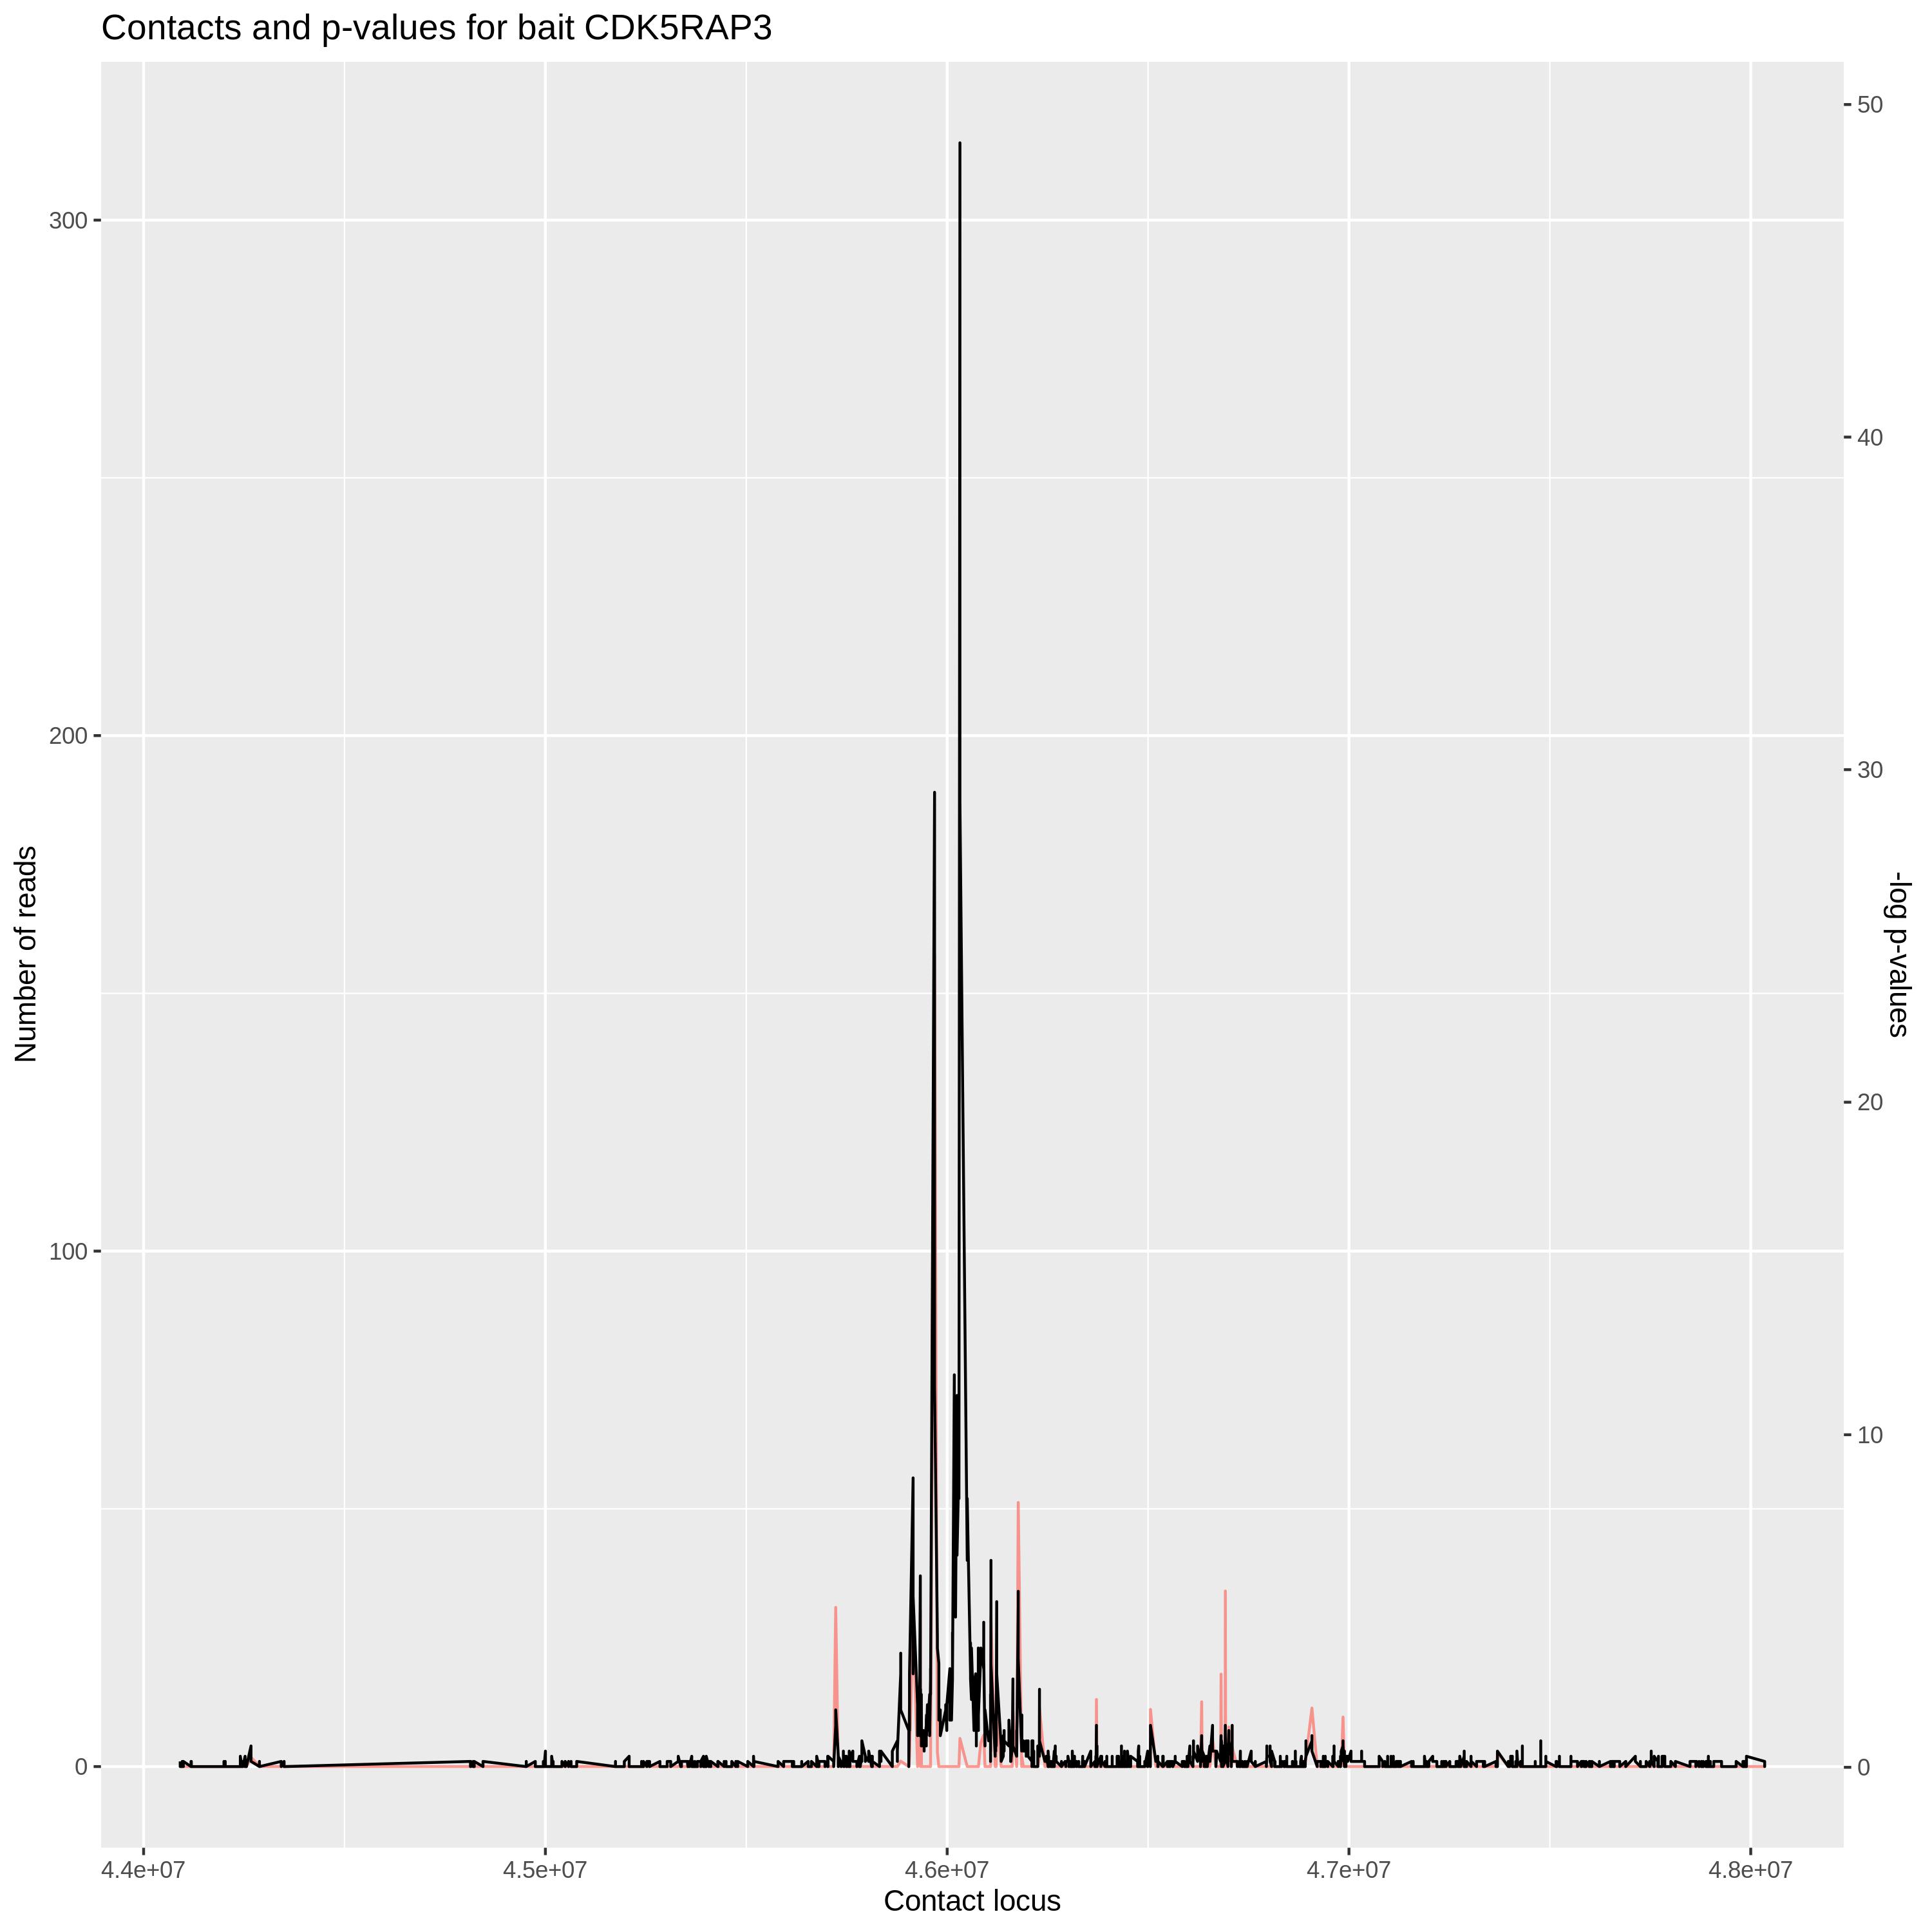 Contacts and p-values for bait CDK5RAP3
Number of reads
300
200
100
0
50
40
30
20
10
0
-log p-values
4.4e+07
4.5e+07
4.6e+07
4.7e+07
4.8e+07
Contact locus